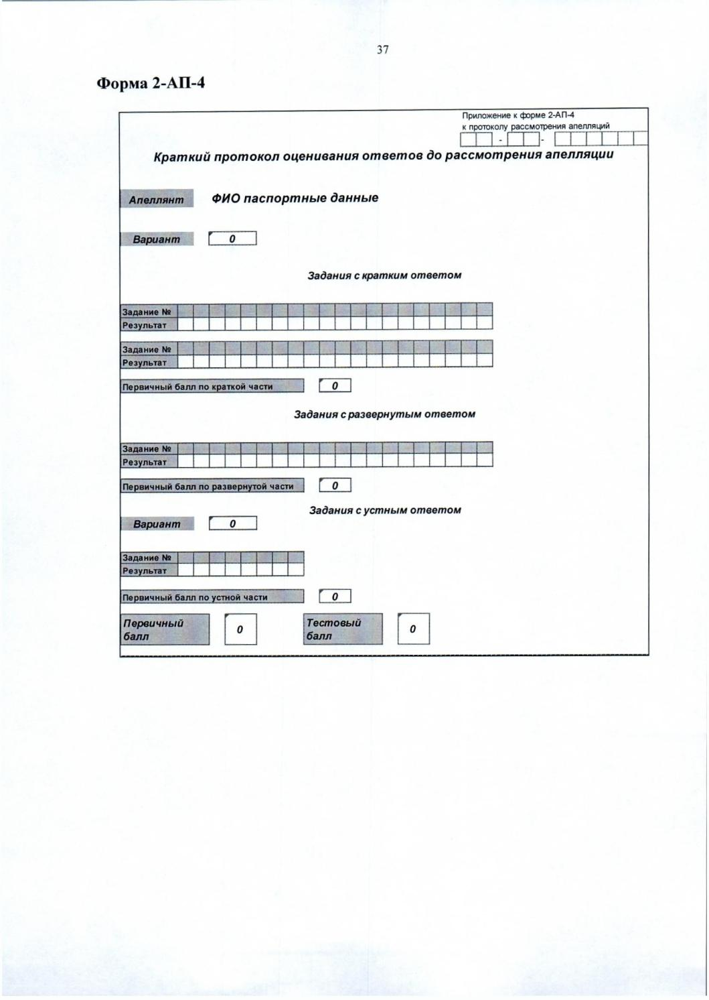 37
Форма 2-АП-4
Приложение к форме 2-АП-4
к протоколу рассмотрения апелляций
- -
Краткий протокол оценивания ответов до рассмотрения апелляции
Апеллянт ФИО паспортные данные
Вариант 0
Задания с кратким ответом
Задание №
Результат
Задание №
Результат
Первичный балл по краткой части 0
Задания с развернутым ответом
Задание №
Результат
Первичный балл по развернутой части 0
Задания с устным ответом
Вариант 0
Задание №
Результат
Первичный балл по устной части 0
Первичный балл 0 Тестовый балл 0